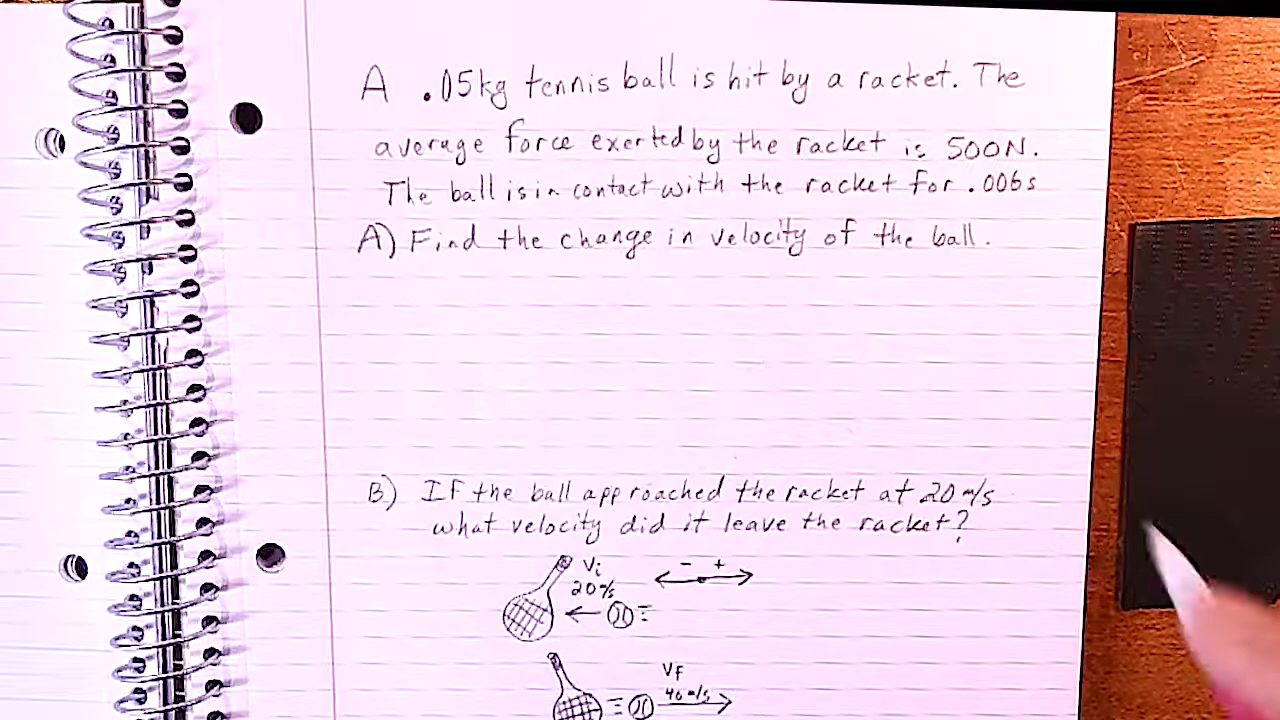 A .05kg tennis ball is hit by a racket. The
average force exerted by the racket is 500N.
The ball is in contact with the racket for .006s
A) Find the change in velocity of the ball.
B) If the ball approached the racket at 20 m/s
what velocity did it leave the racket?
Vi
- +
20 m/s
VF
40 m/s